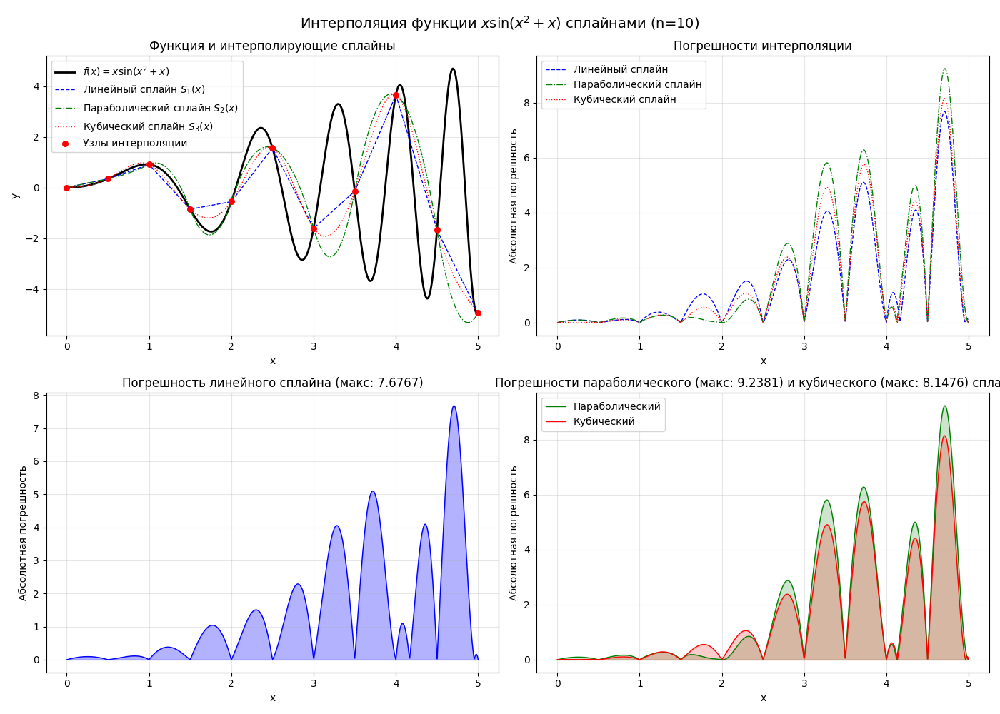 Интерполяция функции x sin(x² + x) сплайнами (n=10)
Функция и интерполирующие сплайны
f(x) = x sin(x² + x)
Линейный сплайн S₁(x)
Параболический сплайн S₂(x)
Кубический сплайн S₃(x)
Узлы интерполяции
y
4
2
0
−2
−4
0 1 2 3 4 5
x
Погрешности интерполяции
Линейный сплайн
Параболический сплайн
Кубический сплайн
Абсолютная погрешность
8
6
4
2
0
0 1 2 3 4 5
x
Погрешность линейного сплайна (макс: 7.6767)
Абсолютная погрешность
8
7
6
5
4
3
2
1
0
0 1 2 3 4 5
x
Погрешности параболического (макс: 9.2381) и кубического (макс: 8.1476) спла
Параболический
Кубический
Абсолютная погрешность
8
6
4
2
0
0 1 2 3 4 5
x